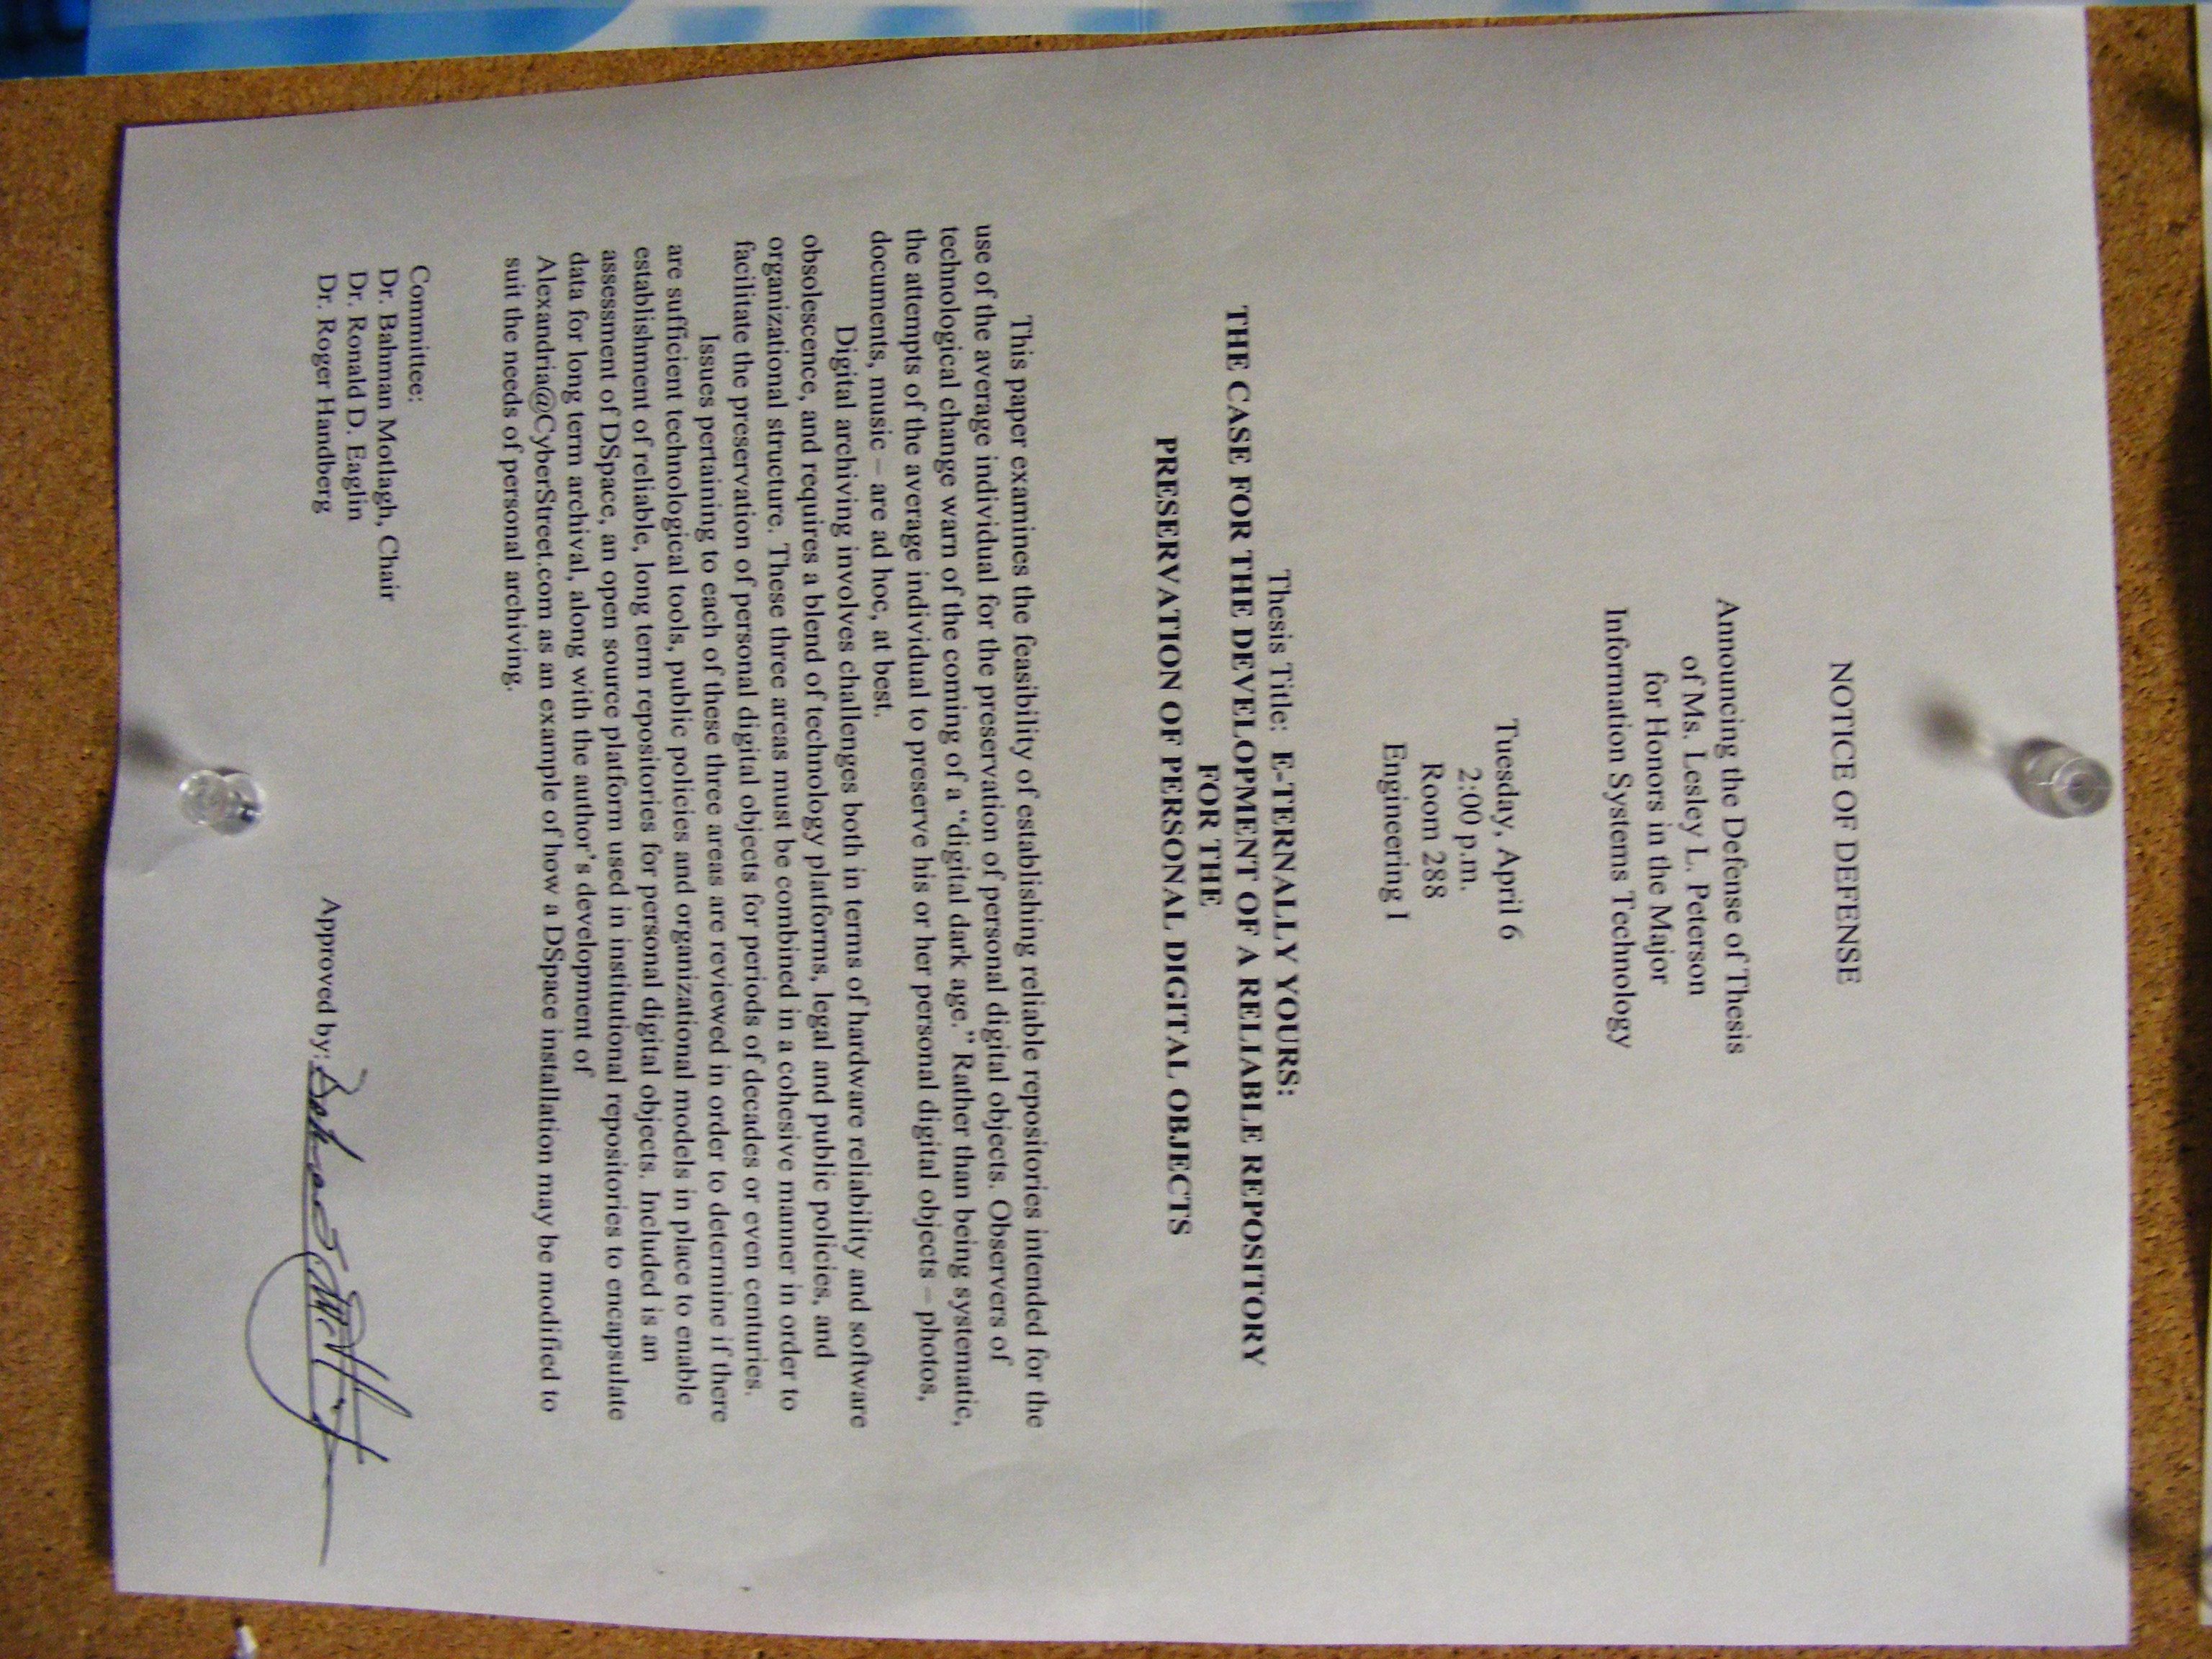 NOTICE OF DEFENSE
Announcing the Defense of Thesis
of Ms. Lesley L. Peterson
for Honors in the Major
Information Systems Technology
Tuesday, April 6
2:00 p.m.
Room 288
Engineering I
Thesis Title: E-TERNALLY YOURS:
THE CASE FOR THE DEVELOPMENT OF A RELIABLE REPOSITORY
FOR THE
PRESERVATION OF PERSONAL DIGITAL OBJECTS
This paper examines the feasibility of establishing reliable repositories intended for the
use of the average individual for the preservation of personal digital objects. Observers of
technological change warn of the coming of a “digital dark age.” Rather than being systematic,
the attempts of the average individual to preserve his or her personal digital objects – photos,
documents, music – are ad hoc, at best.
Digital archiving involves challenges both in terms of hardware reliability and software
obsolescence, and requires a blend of technology platforms, legal and public policies, and
organizational structure. These three areas must be combined in a cohesive manner in order to
facilitate the preservation of personal digital objects for periods of decades or even centuries.
Issues pertaining to each of these three areas are reviewed in order to determine if there
are sufficient technological tools, public policies and organizational models in place to enable
establishment of reliable, long term repositories for personal digital objects. Included is an
assessment of DSpace, an open source platform used in institutional repositories to encapsulate
data for long term archival, along with the author's development of
Alexandria@CyberStreet.com as an example of how a DSpace installation may be modified to
suit the needs of personal archiving.
Committee:
Dr. Bahman Motlagh, Chair
Dr. Ronald D. Eaglin
Dr. Roger Handberg
Approved by: